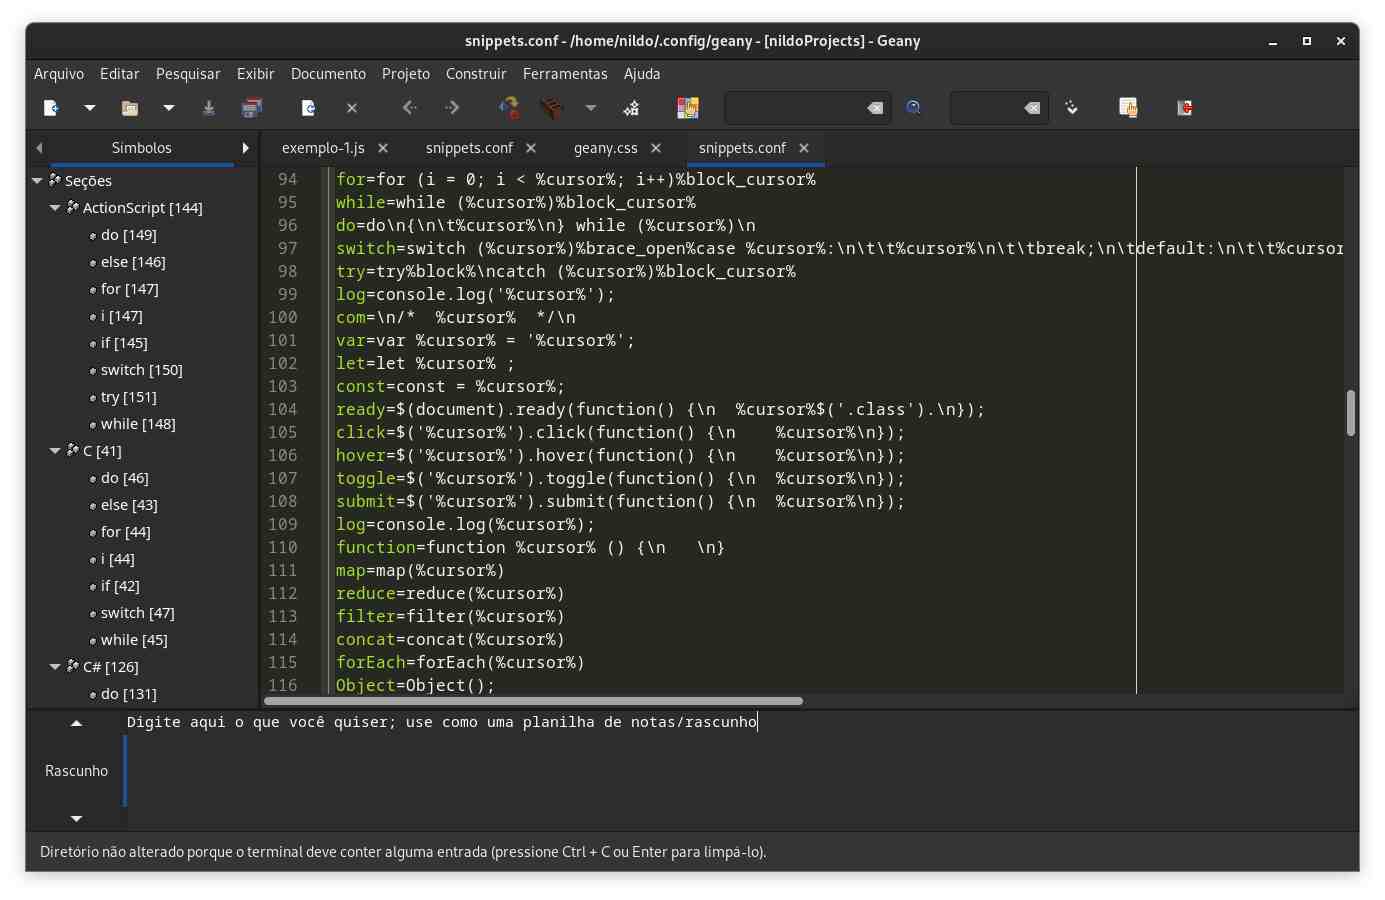 snippets.conf - /home/nildo/.config/geany - [nildoProjects] - Geany
Arquivo Editar Pesquisar Exibir Documento Projeto Construir Ferramentas Ajuda
Símbolos
exemplo-1.js snippets.conf geany.css snippets.conf
Seções
ActionScript [144]
do [149]
else [146]
for [147]
i [147]
if [145]
switch [150]
try [151]
while [148]
C [41]
do [46]
else [43]
for [44]
i [44]
if [42]
switch [47]
while [45]
C# [126]
do [131]
94 for=for (i = 0; i < %cursor%; i++)%block_cursor%
95 while=while (%cursor%)%block_cursor%
96 do=do\n{\n\t%cursor%\n} while (%cursor%)\n
97 switch=switch (%cursor%)%brace_open%case %cursor%:\n\t\t%cursor%\n\t\tbreak;\n\tdefault:\n\t\t%cursor
98 try=try%block%\ncatch (%cursor%)%block_cursor%
99 log=console.log('%cursor%');
100 com=\n/*  %cursor%  */\n
101 var=var %cursor% = '%cursor%';
102 let=let %cursor% ;
103 const=const = %cursor%;
104 ready=$(document).ready(function() {\n  %cursor%$('.class').\n});
105 click=$('%cursor%').click(function() {\n    %cursor%\n});
106 hover=$('%cursor%').hover(function() {\n    %cursor%\n});
107 toggle=$('%cursor%').toggle(function() {\n  %cursor%\n});
108 submit=$('%cursor%').submit(function() {\n  %cursor%\n});
109 log=console.log(%cursor%);
110 function=function %cursor% () {\n   \n}
111 map=map(%cursor%)
112 reduce=reduce(%cursor%)
113 filter=filter(%cursor%)
114 concat=concat(%cursor%)
115 forEach=forEach(%cursor%)
116 Object=Object();
Digite aqui o que você quiser; use como uma planilha de notas/rascunho
Rascunho
Diretório não alterado porque o terminal deve conter alguma entrada (pressione Ctrl + C ou Enter para limpá-lo).